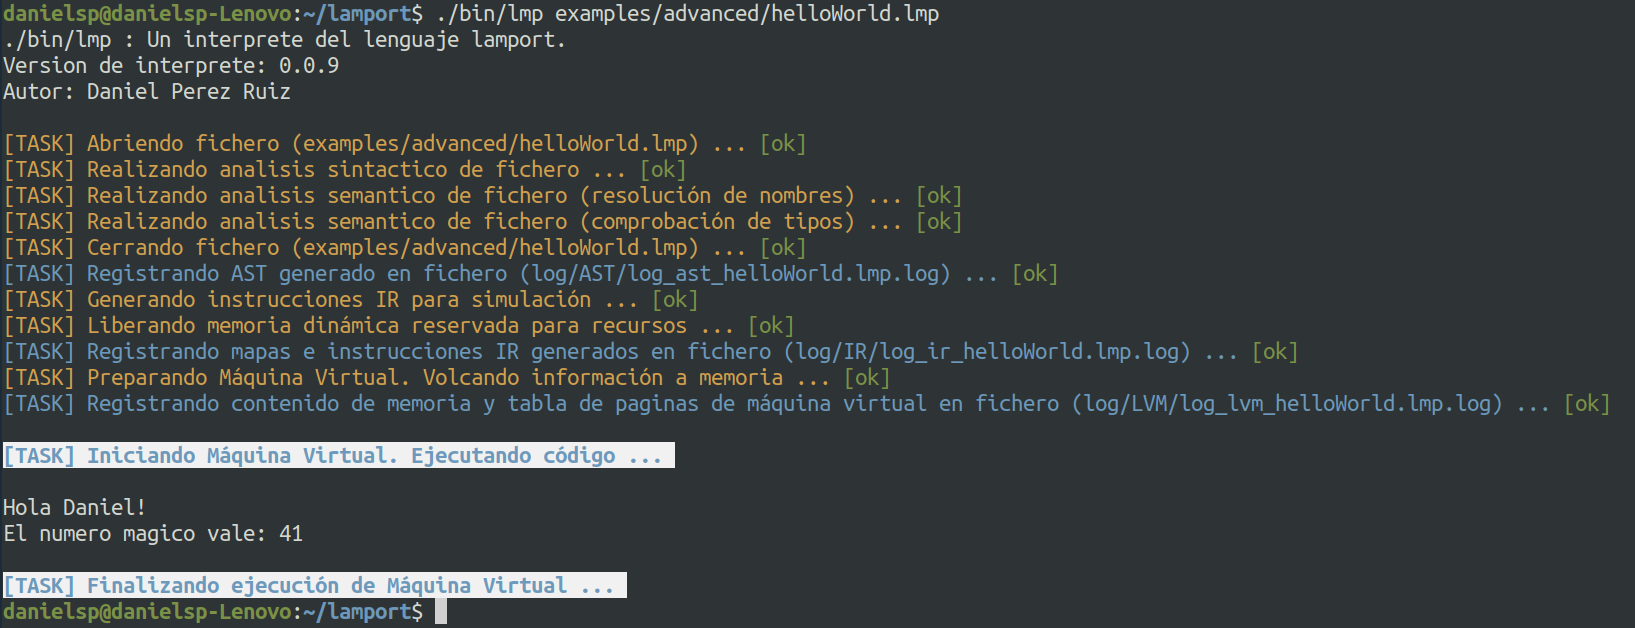 danielsp@danielsp-Lenovo:~/lamport$ ./bin/lmp examples/advanced/helloWorld.lmp
./bin/lmp : Un interprete del lenguaje lamport.
Version de interprete: 0.0.9
Autor: Daniel Perez Ruiz
[TASK] Abriendo fichero (examples/advanced/helloWorld.lmp) ... [ok]
[TASK] Realizando analisis sintactico de fichero ... [ok]
[TASK] Realizando analisis semantico de fichero (resolución de nombres) ... [ok]
[TASK] Realizando analisis semantico de fichero (comprobación de tipos) ... [ok]
[TASK] Cerrando fichero (examples/advanced/helloWorld.lmp) ... [ok]
[TASK] Registrando AST generado en fichero (log/AST/log_ast_helloWorld.lmp.log) ... [ok]
[TASK] Generando instrucciones IR para simulación ... [ok]
[TASK] Liberando memoria dinámica reservada para recursos ... [ok]
[TASK] Registrando mapas e instrucciones IR generados en fichero (log/IR/log_ir_helloWorld.lmp.log) ... [ok]
[TASK] Preparando Máquina Virtual. Volcando información a memoria ... [ok]
[TASK] Registrando contenido de memoria y tabla de paginas de máquina virtual en fichero (log/LVM/log_lvm_helloWorld.lmp.log) ... [ok]
[TASK] Iniciando Máquina Virtual. Ejecutando código ...
Hola Daniel!
El numero magico vale: 41
[TASK] Finalizando ejecución de Máquina Virtual ...
danielsp@danielsp-Lenovo:~/lamport$